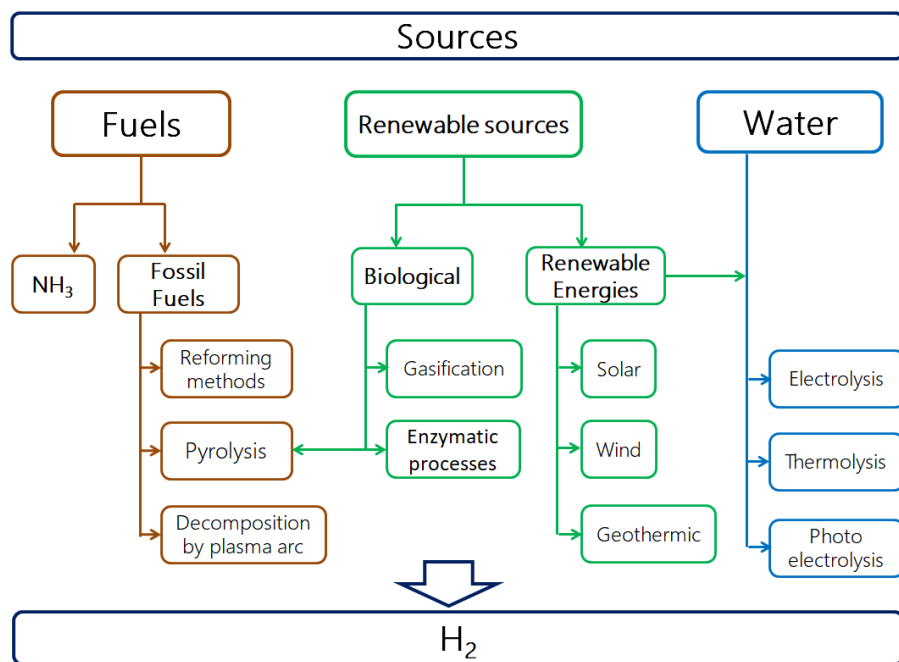 Sources
Fuels
Renewable sources
Water
NH₃
Fossil
Fuels
Biological
Renewable
Energies
Reforming
methods
Gasification
Solar
Electrolysis
Pyrolysis
Enzymatic
processes
Wind
Thermolysis
Decomposition
by plasma arc
Geothermic
Photo
electrolysis
H₂